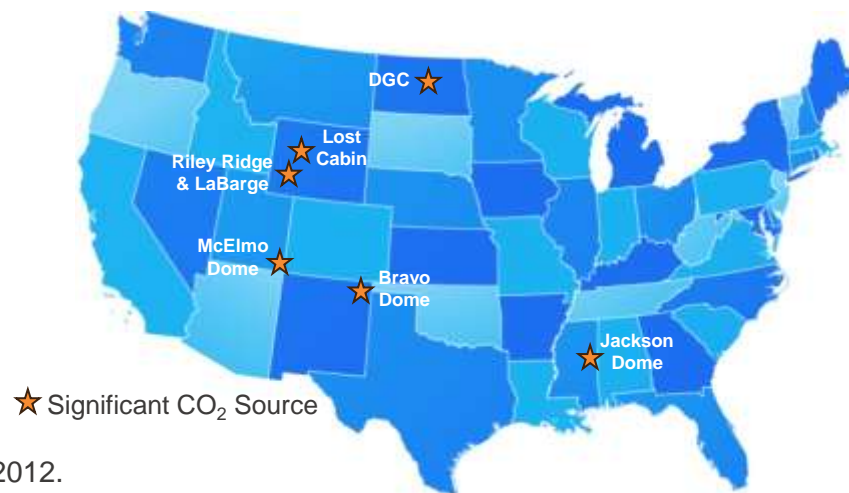 DGC
Lost
Cabin
Riley Ridge
& LaBarge
McElmo
Dome
Bravo
Dome
Jackson
Dome
Significant CO₂ Source
2012.